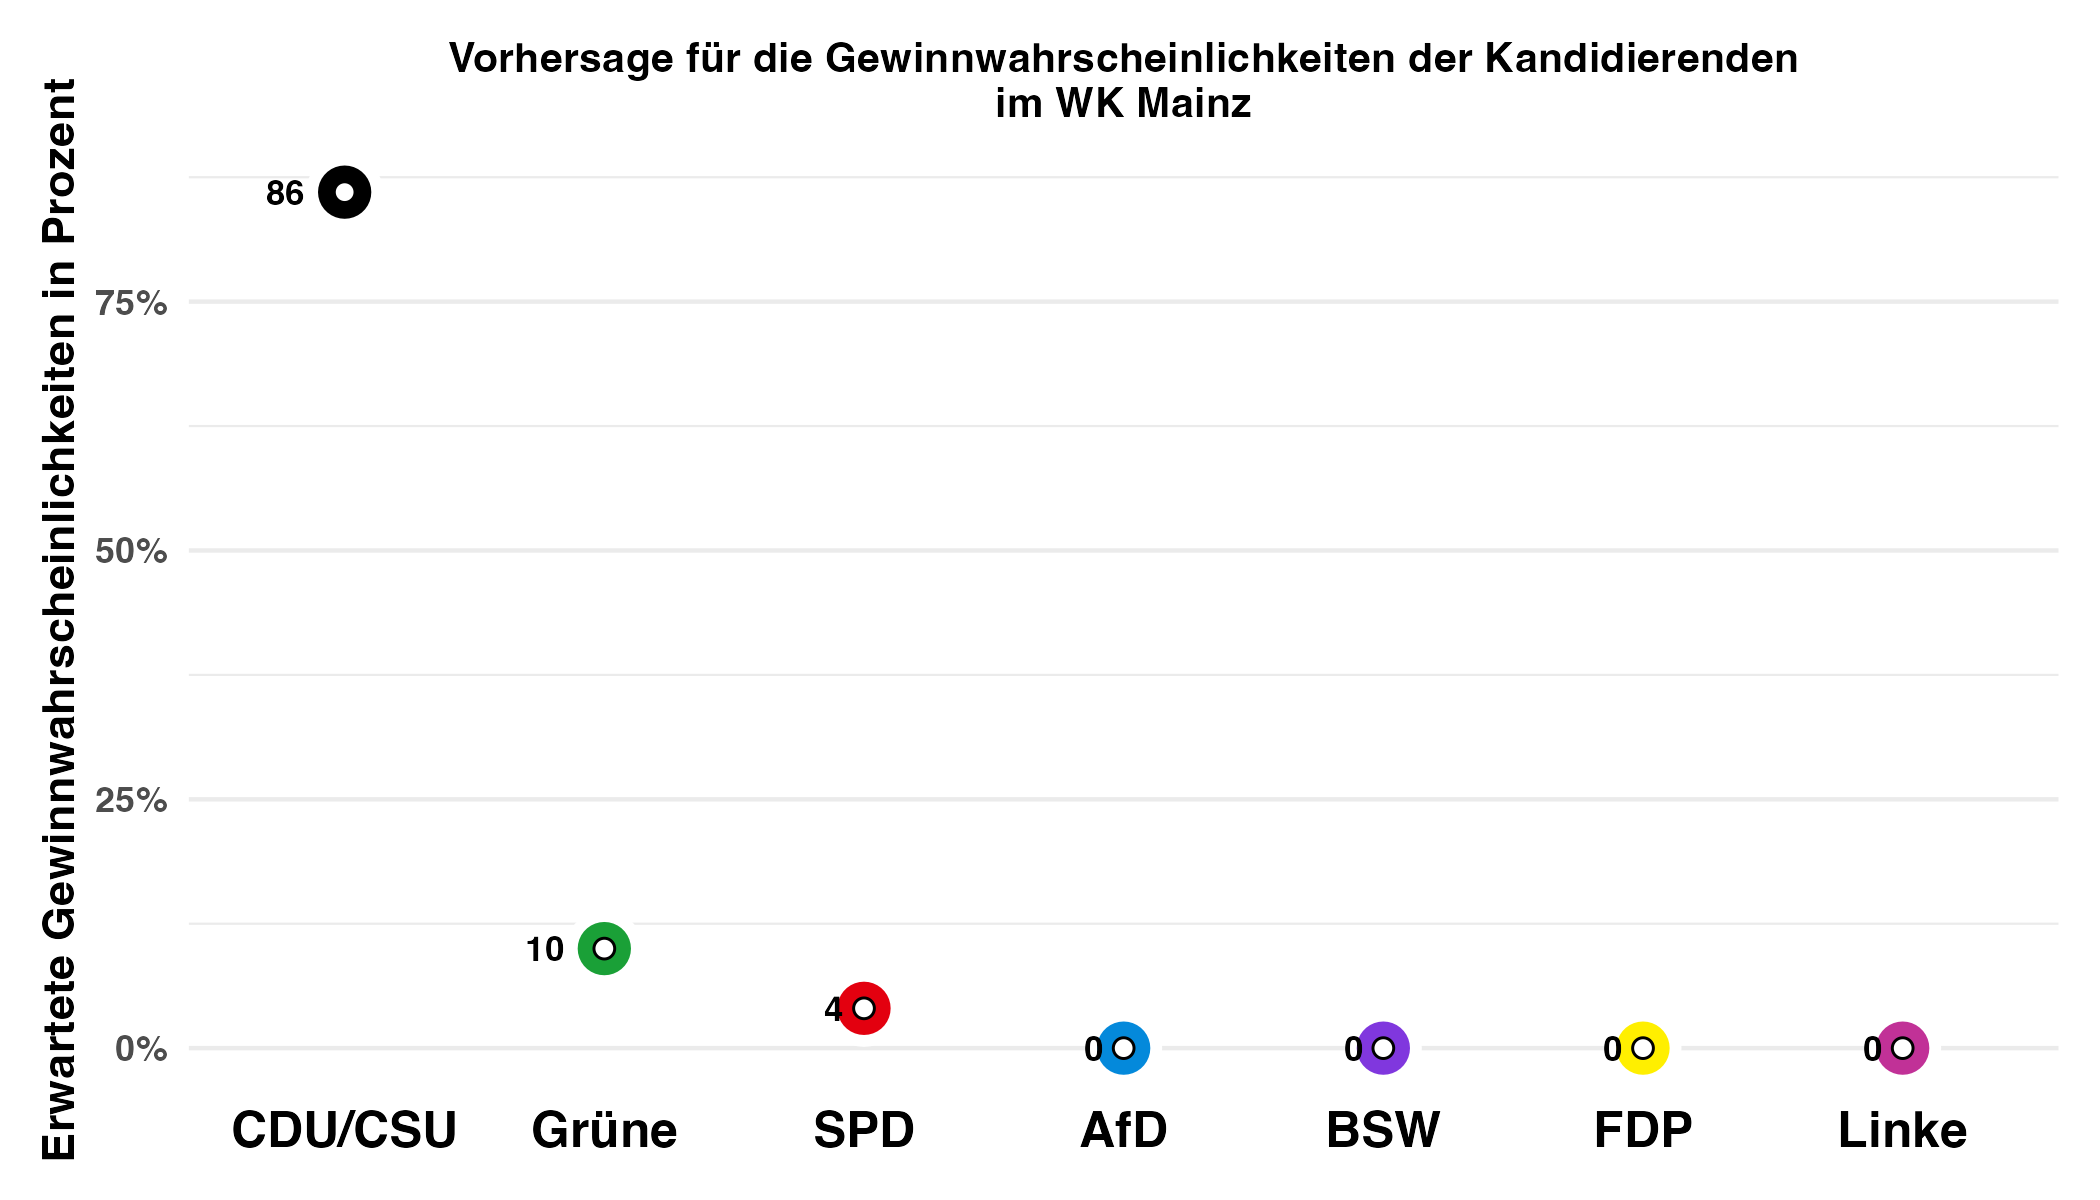 Vorhersage für die Gewinnwahrscheinlichkeiten der Kandidierenden
im WK Mainz
Erwartete Gewinnwahrscheinlichkeiten in Prozent
75%
50%
25%
0%
86
10
4
0
0
0
0
CDU/CSU
Grüne
SPD
AfD
BSW
FDP
Linke